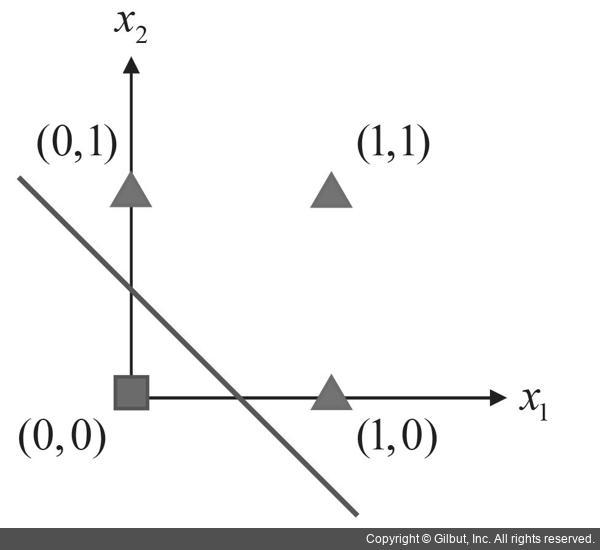 x₂
(0,1) (1,1)
x₁
(0,0) (1,0)
Copyright © Gilbut, Inc. All rights reserved.